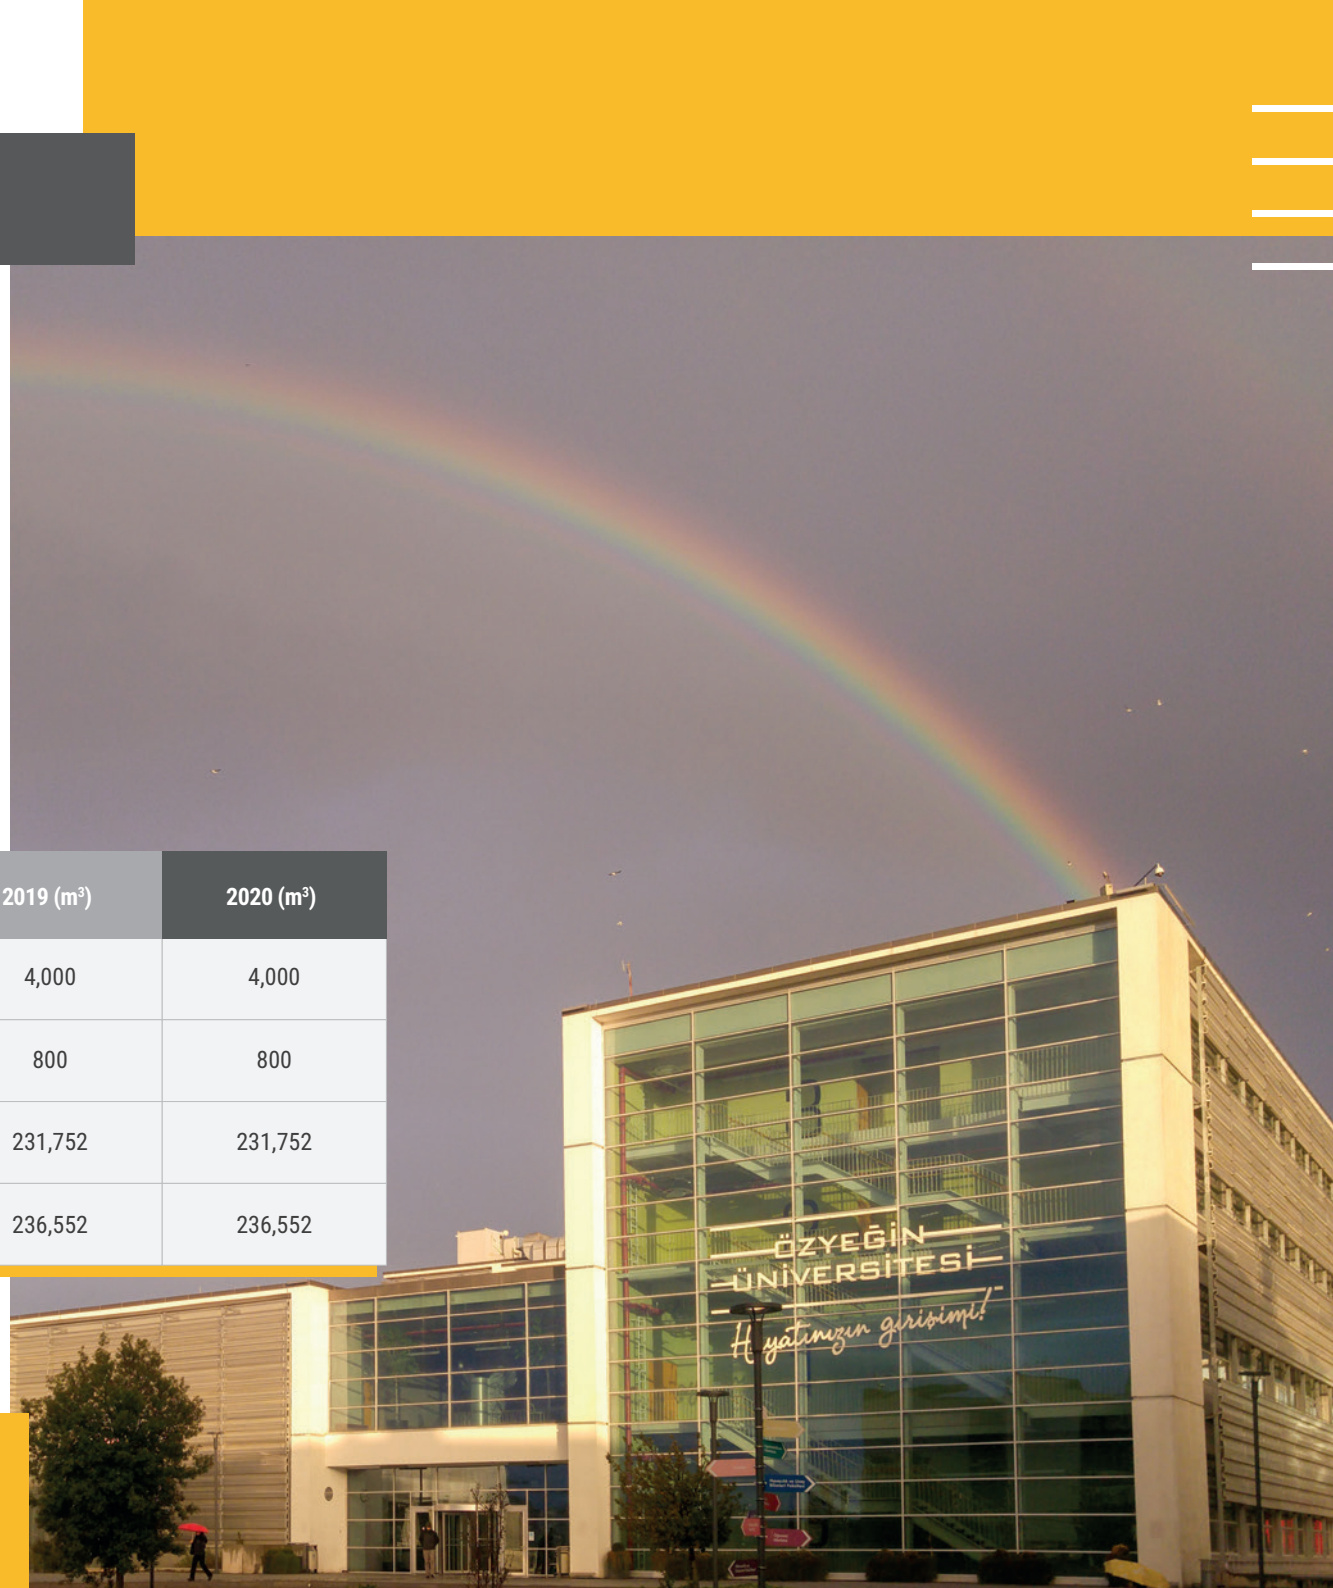 2019 (m³) 2020 (m³)
4,000 4,000
800 800
231,752 231,752
236,552 236,552
3
ÖZYEĞİN
ÜNİVERSİTESİ
Hayatınızın girişimi!